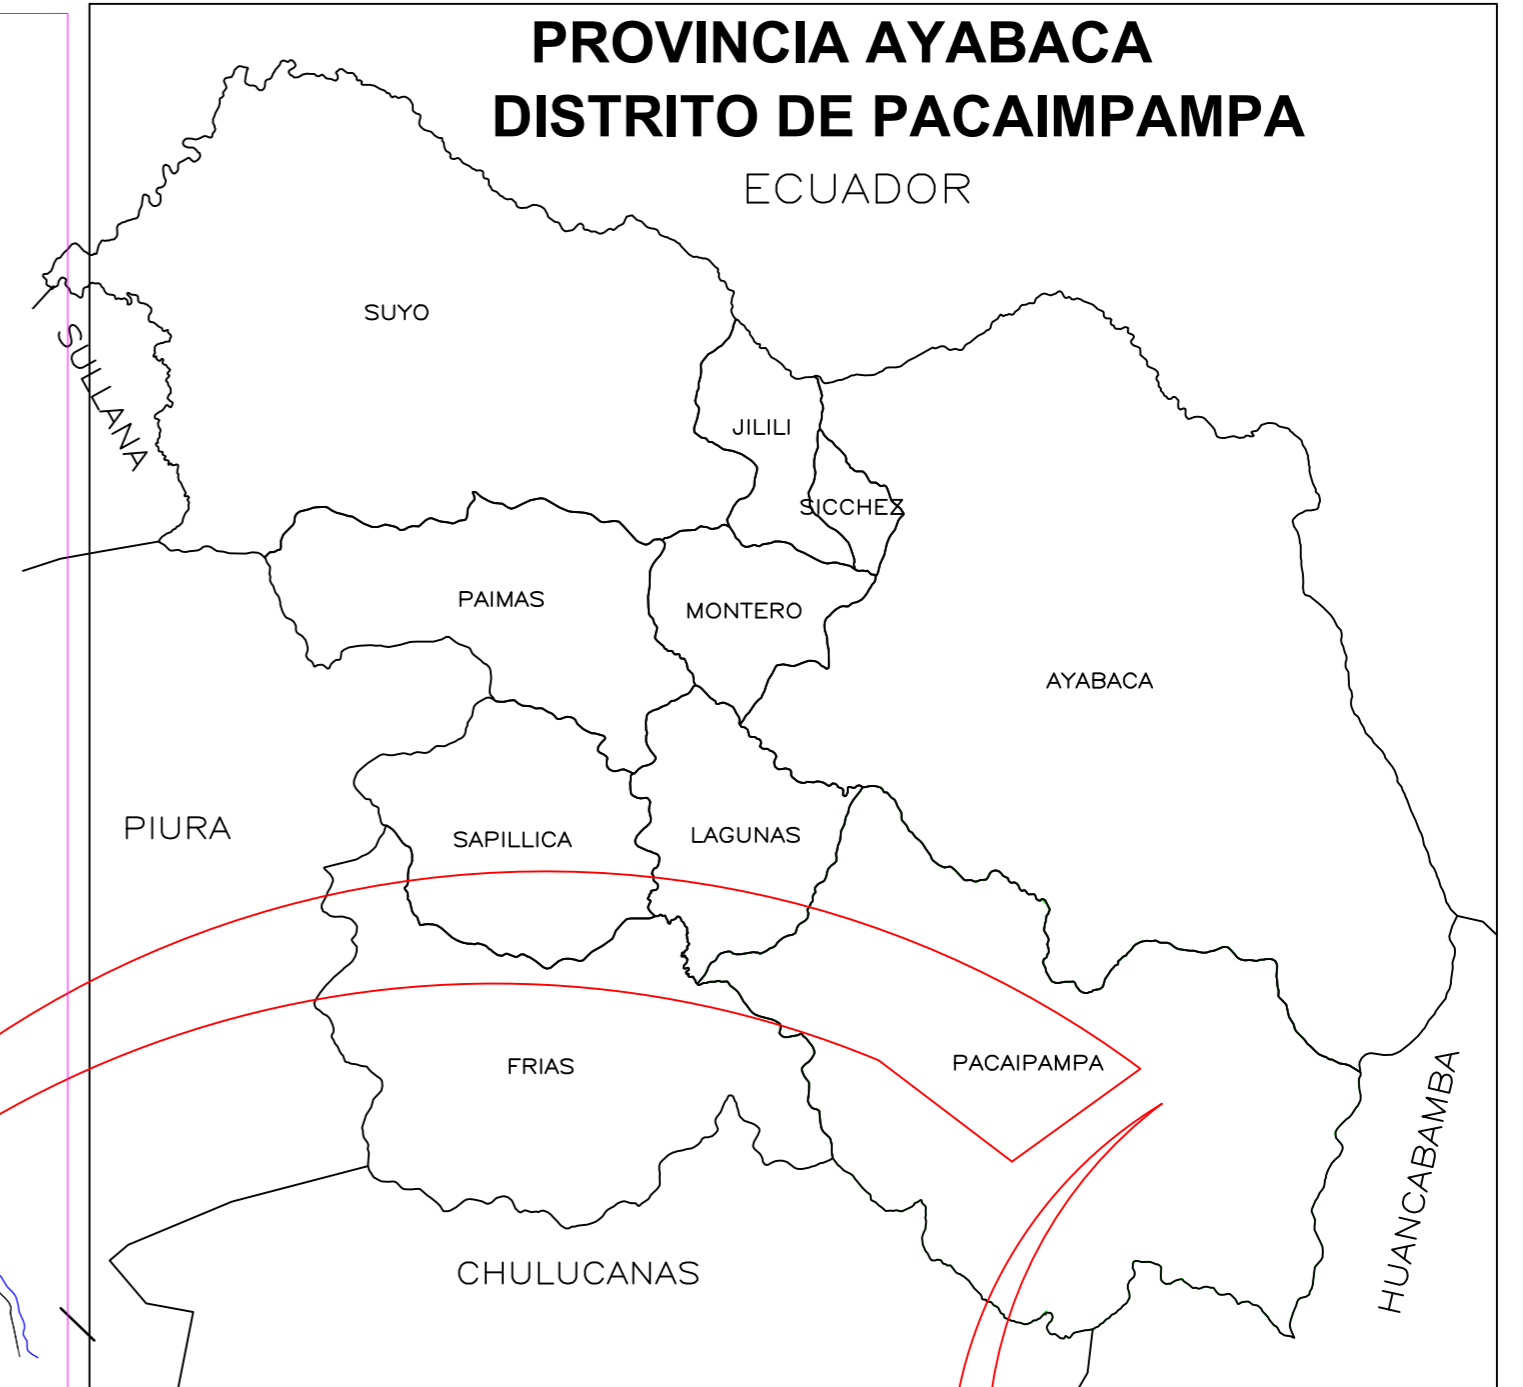 PROVINCIA AYABACA
DISTRITO DE PACAIMPAMPA
ECUADOR
SUYO
SULLANA
JILILI
SICCHEZ
PAIMAS
MONTERO
AYABACA
PIURA
SAPILLICA
LAGUNAS
FRIAS
PACAIPAMPA
HUANCABAMBA
CHULUCANAS